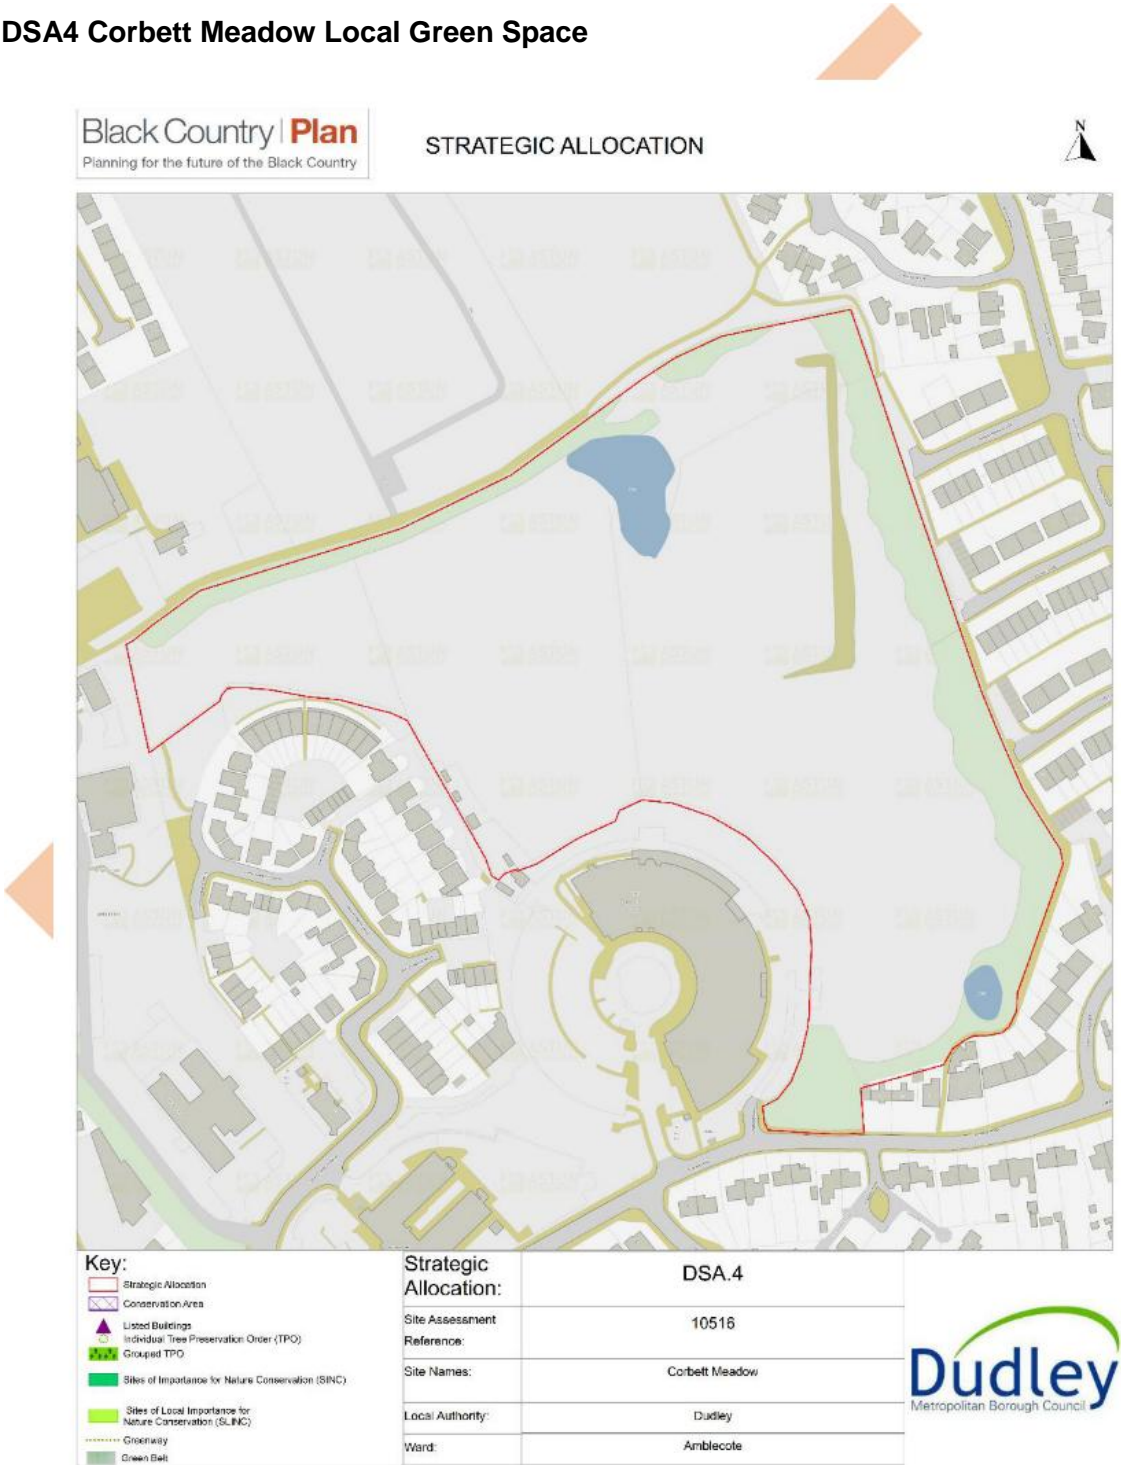 DSA4 Corbett Meadow Local Green Space
Black Country | Plan
Planning for the future of the Black Country
STRATEGIC ALLOCATION
N
Key:
Strategic Allocation
Conservation Area
Listed Buildings
Individual Tree Preservation Order (TPO)
Grouped TPO
Sites of Importance for Nature Conservation (SINC)
Sites of Local Importance for
Nature Conservation (SLINC)
Greenway
Green Belt
Strategic
Allocation:
DSA.4
Site Assessment
Reference:
10516
Site Names:
Corbett Meadow
Local Authority:
Dudley
Ward:
Amblecote
Dudley
Metropolitan Borough Council